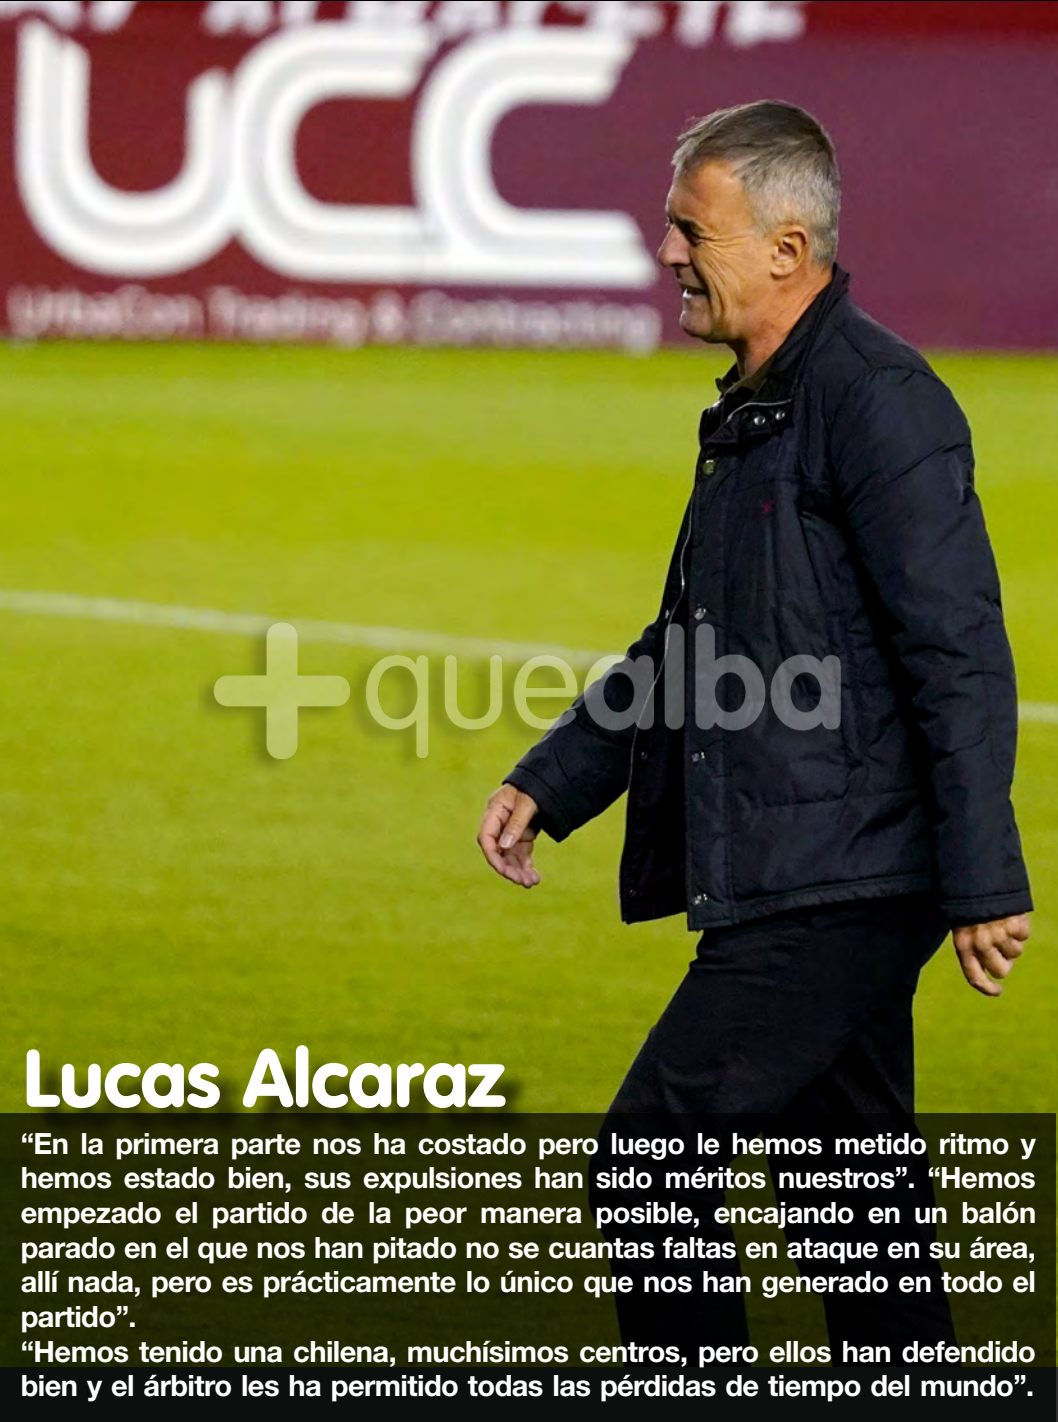 ucc
UrbaCon Trading & Contracting
+quealba
Lucas Alcaraz
“En la primera parte nos ha costado pero luego le hemos metido ritmo y
hemos estado bien, sus expulsiones han sido méritos nuestros”. “Hemos
empezado el partido de la peor manera posible, encajando en un balón
parado en el que nos han pitado no se cuantas faltas en ataque en su área,
allí nada, pero es prácticamente lo único que nos han generado en todo el
partido”.
“Hemos tenido una chilena, muchísimos centros, pero ellos han defendido
bien y el árbitro les ha permitido todas las pérdidas de tiempo del mundo”.